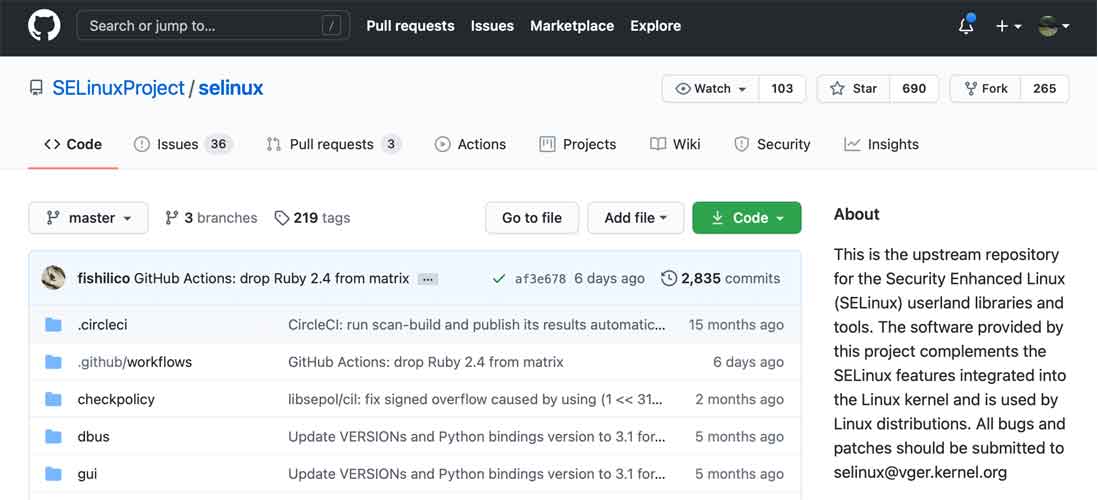 Search or jump to... /
Pull requests Issues Marketplace Explore
SELinuxProject / selinux
Watch 103 Star 690 Fork 265
Code Issues 36 Pull requests 3 Actions Projects Wiki Security Insights
master 3 branches 219 tags Go to file Add file Code
fishilico GitHub Actions: drop Ruby 2.4 from matrix ... af3e678 6 days ago 2,835 commits
.circleci CircleCI: run scan-build and publish its results automatic... 15 months ago
.github/workflows GitHub Actions: drop Ruby 2.4 from matrix 6 days ago
checkpolicy libsepol/cil: fix signed overflow caused by using (1 << 31... 2 months ago
dbus Update VERSIONs and Python bindings version to 3.1 for... 5 months ago
gui Update VERSIONs and Python bindings version to 3.1 for... 5 months ago
About
This is the upstream repository
for the Security Enhanced Linux
(SELinux) userland libraries and
tools. The software provided by
this project complements the
SELinux features integrated into
the Linux kernel and is used by
Linux distributions. All bugs and
patches should be submitted to
selinux@vger.kernel.org